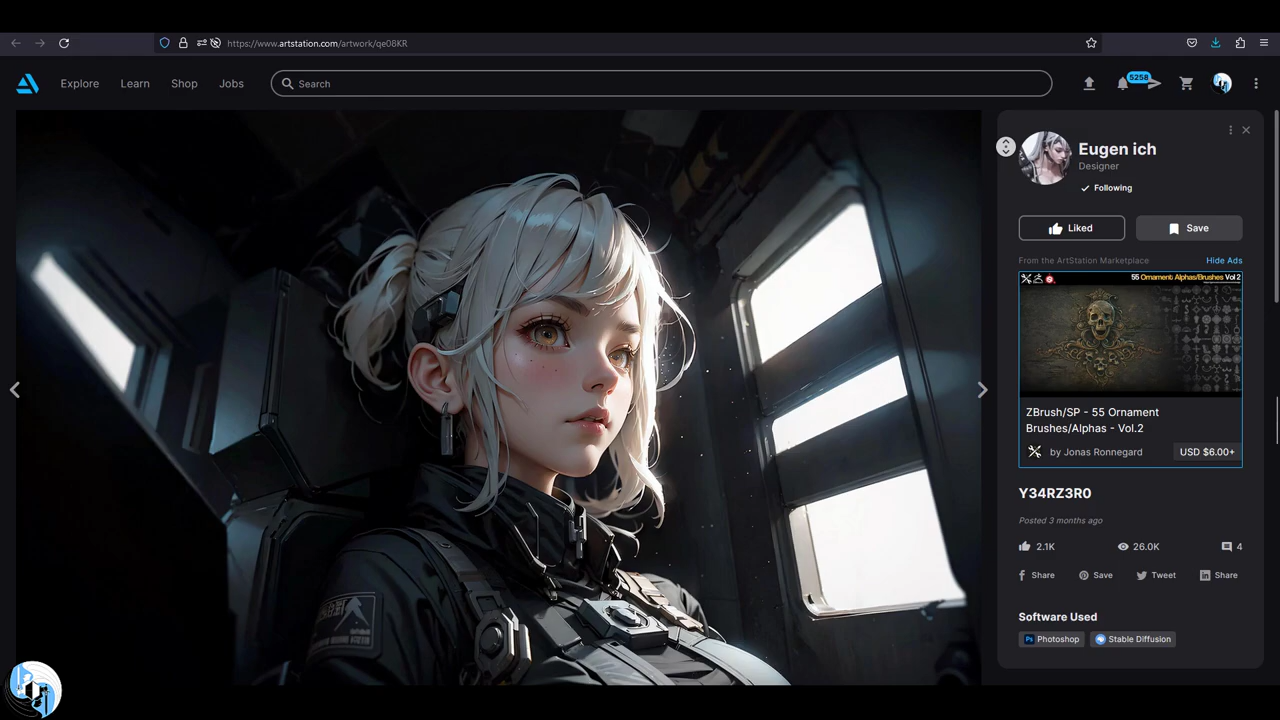 https://www.artstation.com/artwork/qe08KR
Explore
Learn
Shop
Jobs
Search
5258
Eugen ich
Designer
Following
Liked
Save
From the ArtStation Marketplace
Hide Ads
55 Ornament Alphas/Brushes Vol 2
ZBrush/SP - 55 Ornament
Brushes/Alphas - Vol.2
by Jonas Ronnegard
USD $6.00+
Y34RZ3R0
Posted 3 months ago
2.1K
26.0K
4
Share
Save
Tweet
Share
Software Used
Ps Photoshop
Stable Diffusion